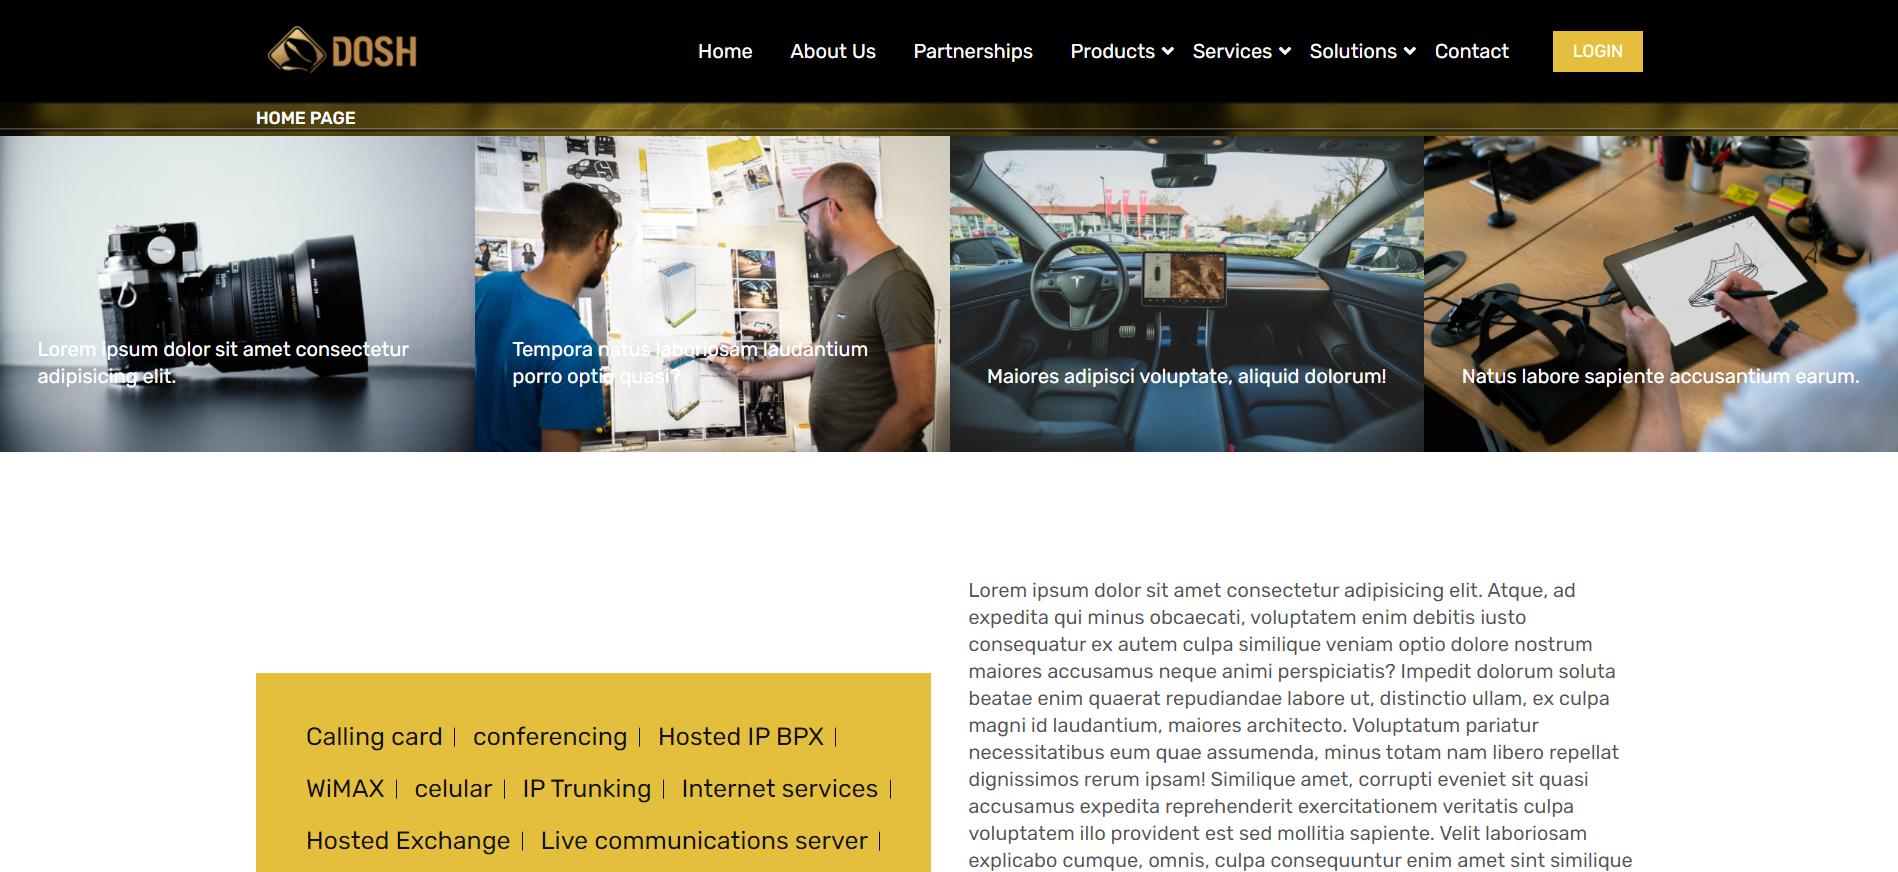 DOSH
Home About Us Partnerships Products Services Solutions Contact LOGIN
HOME PAGE
Lorem ipsum dolor sit amet consectetur
adipisicing elit.
Tempora natus laboriosam laudantium
porro optio quasi?
Maiores adipisci voluptate, aliquid dolorum!
Natus labore sapiente accusantium earum.
Calling card | conferencing | Hosted IP BPX |
WiMAX | celular | IP Trunking | Internet services |
Hosted Exchange | Live communications server |
Lorem ipsum dolor sit amet consectetur adipisicing elit. Atque, ad
expedita qui minus obcaecati, voluptatem enim debitis iusto
consequatur ex autem culpa similique veniam optio dolore nostrum
maiores accusamus neque animi perspiciatis? Impedit dolorum soluta
beatae enim quaerat repudiandae labore ut, distinctio ullam, ex culpa
magni id laudantium, maiores architecto. Voluptatum pariatur
necessitatibus eum quae assumenda, minus totam nam libero repellat
dignissimos rerum ipsam! Similique amet, corrupti eveniet sit quasi
accusamus expedita reprehenderit exercitationem veritatis culpa
voluptatem illo provident est sed mollitia sapiente. Velit laboriosam
explicabo cumque, omnis, culpa consequuntur enim amet sint similique